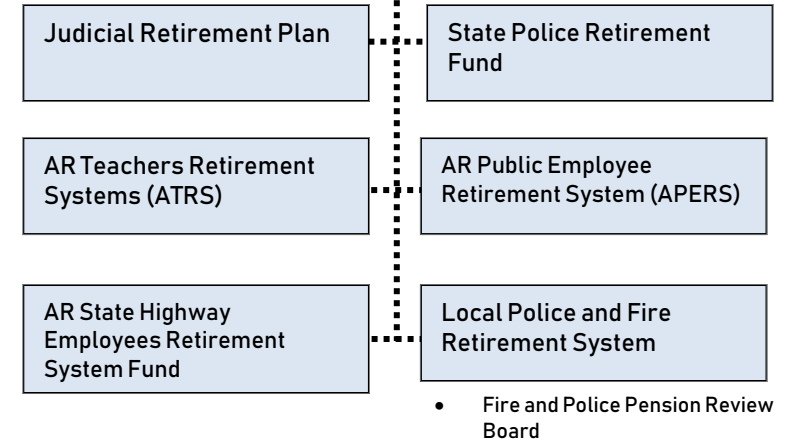 Judicial Retirement Plan
State Police Retirement
Fund
AR Teachers Retirement
Systems (ATRS)
AR Public Employee
Retirement System (APERS)
AR State Highway
Employees Retirement
System Fund
Local Police and Fire
Retirement System
• Fire and Police Pension Review
Board